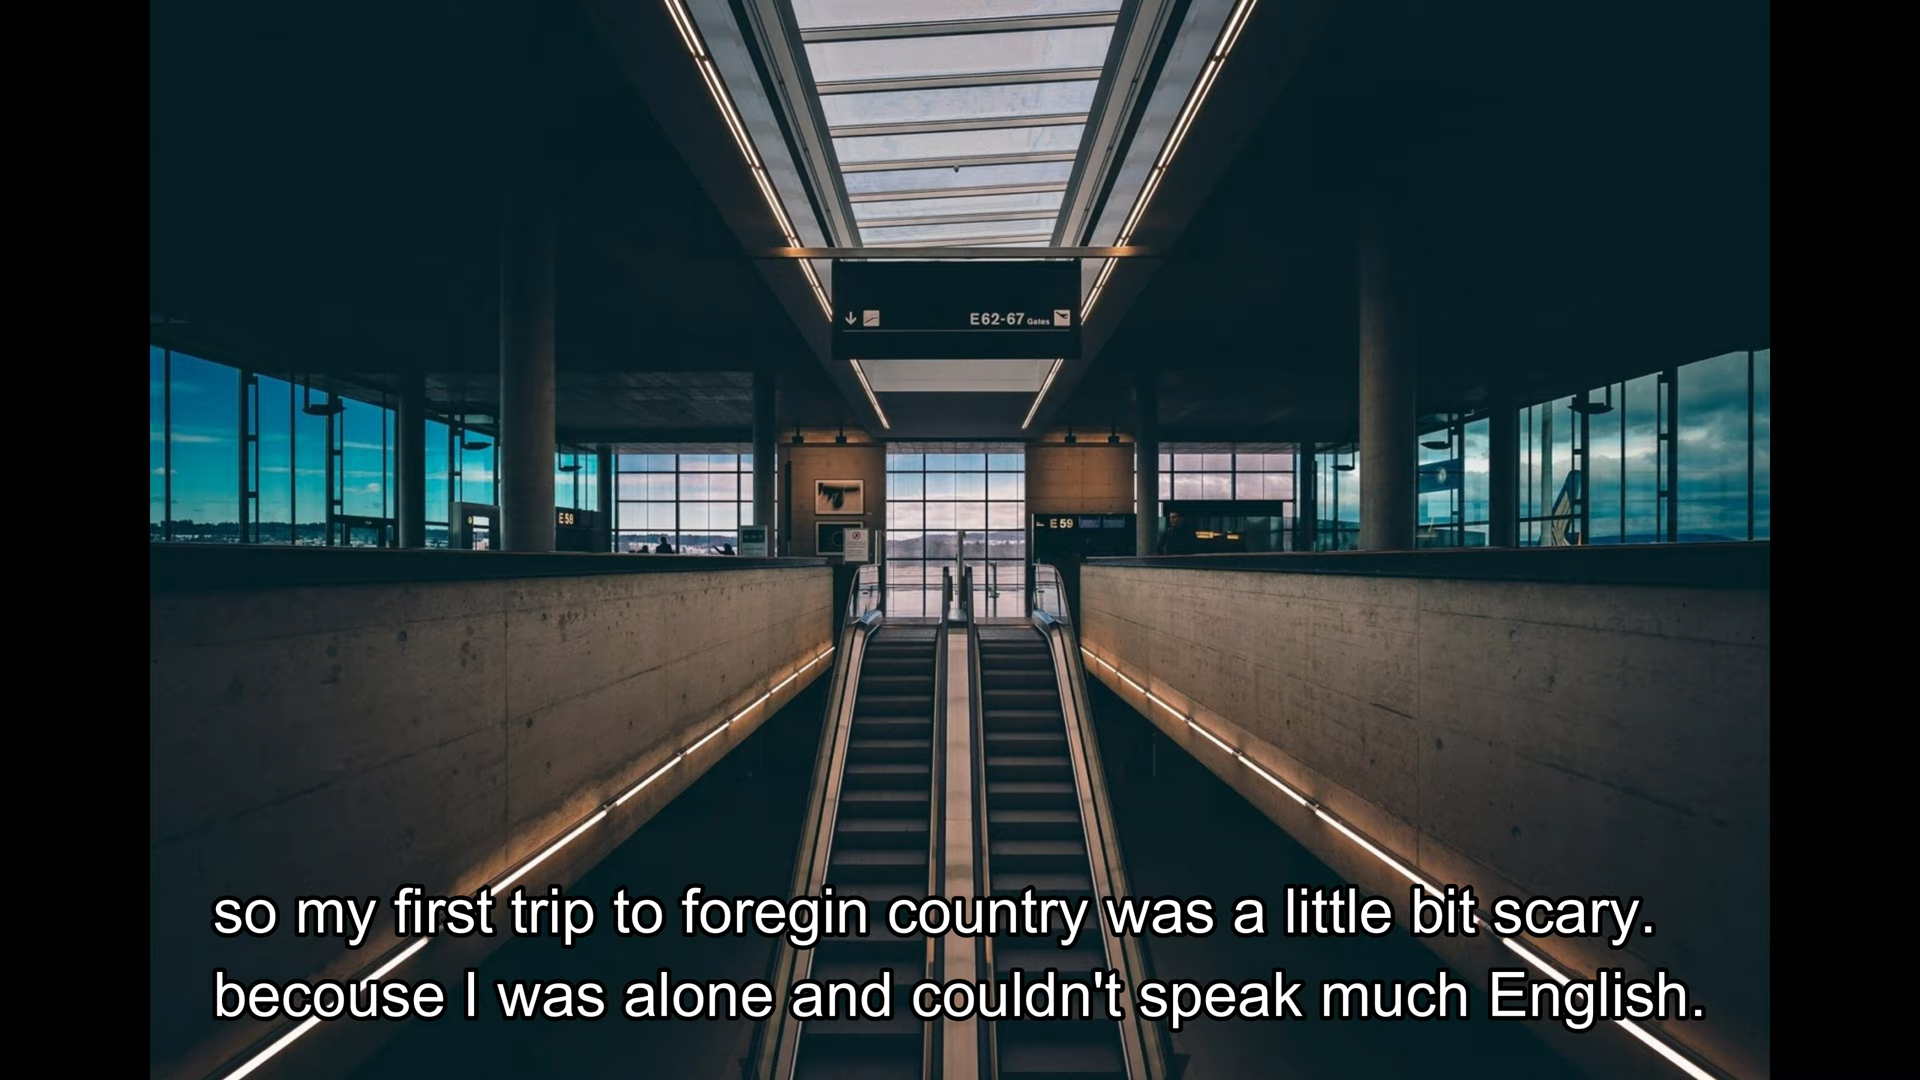 E62-67 Gates
E58
E59
so my first trip to foregin country was a little bit scary.
becouse I was alone and couldn't speak much English.